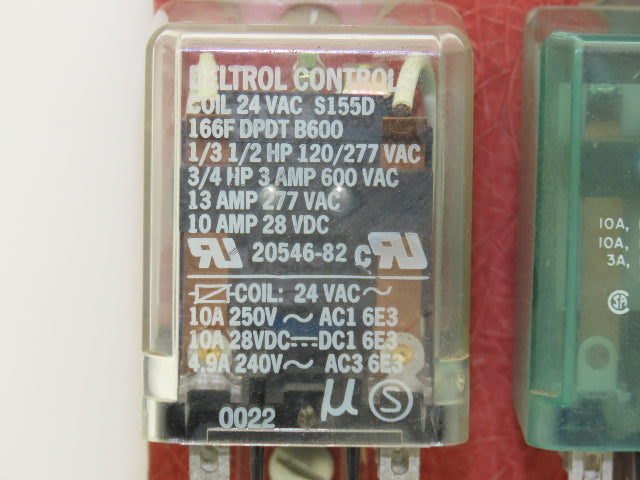 DELTROL CONTROLS
COIL 24 VAC S155D
166F DPDT B600
1/3 1/2 HP 120/277 VAC
3/4 HP 3 AMP 600 VAC
13 AMP 277 VAC
10 AMP 28 VDC
20546-82
COIL: 24 VAC ~
10A 250V ~ AC1 6E3
10A 28VDC DC1 6E3
4.9A 240V~ AC3 6E3
µ S
0022
10A,
10A,
3A,